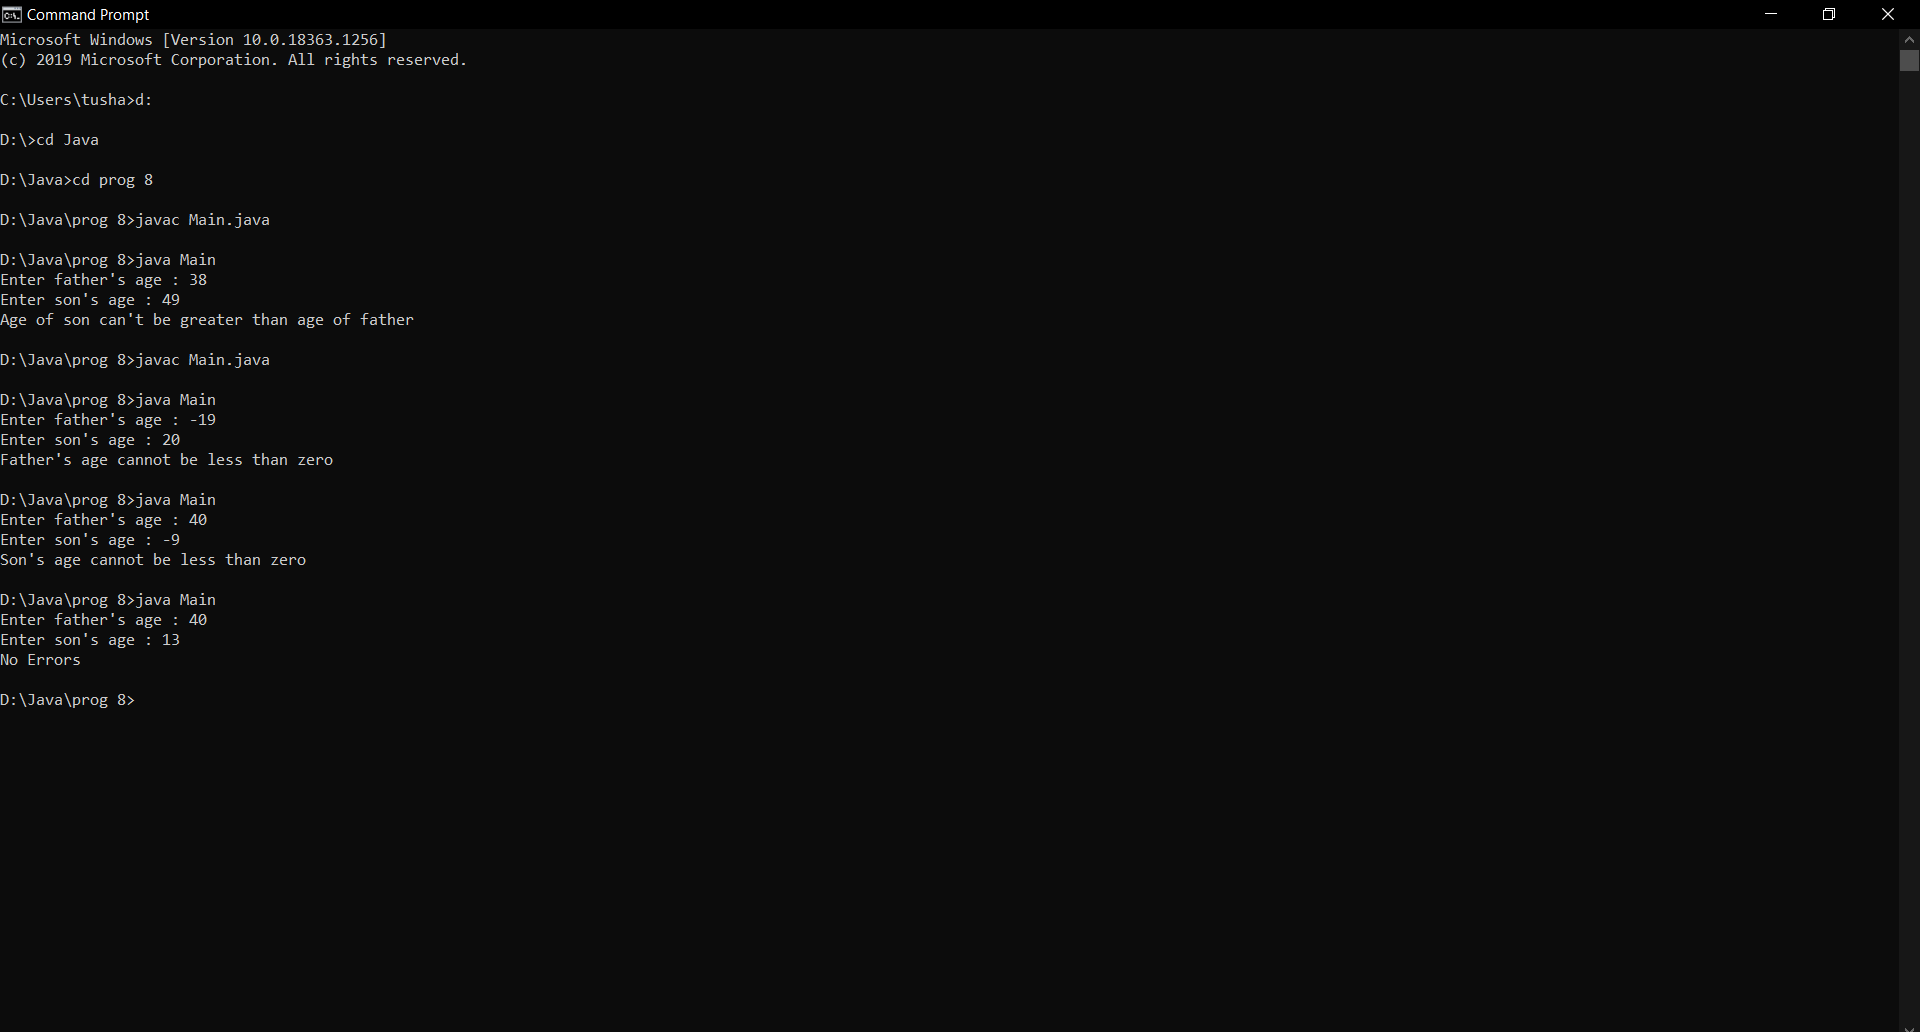 Command Prompt
Microsoft Windows [Version 10.0.18363.1256]
(c) 2019 Microsoft Corporation. All rights reserved.
C:\Users\tusha>d:
D:\>cd Java
D:\Java>cd prog 8
D:\Java\prog 8>javac Main.java
D:\Java\prog 8>java Main
Enter father's age : 38
Enter son's age : 49
Age of son can't be greater than age of father
D:\Java\prog 8>javac Main.java
D:\Java\prog 8>java Main
Enter father's age : -19
Enter son's age : 20
Father's age cannot be less than zero
D:\Java\prog 8>java Main
Enter father's age : 40
Enter son's age : -9
Son's age cannot be less than zero
D:\Java\prog 8>java Main
Enter father's age : 40
Enter son's age : 13
No Errors
D:\Java\prog 8>